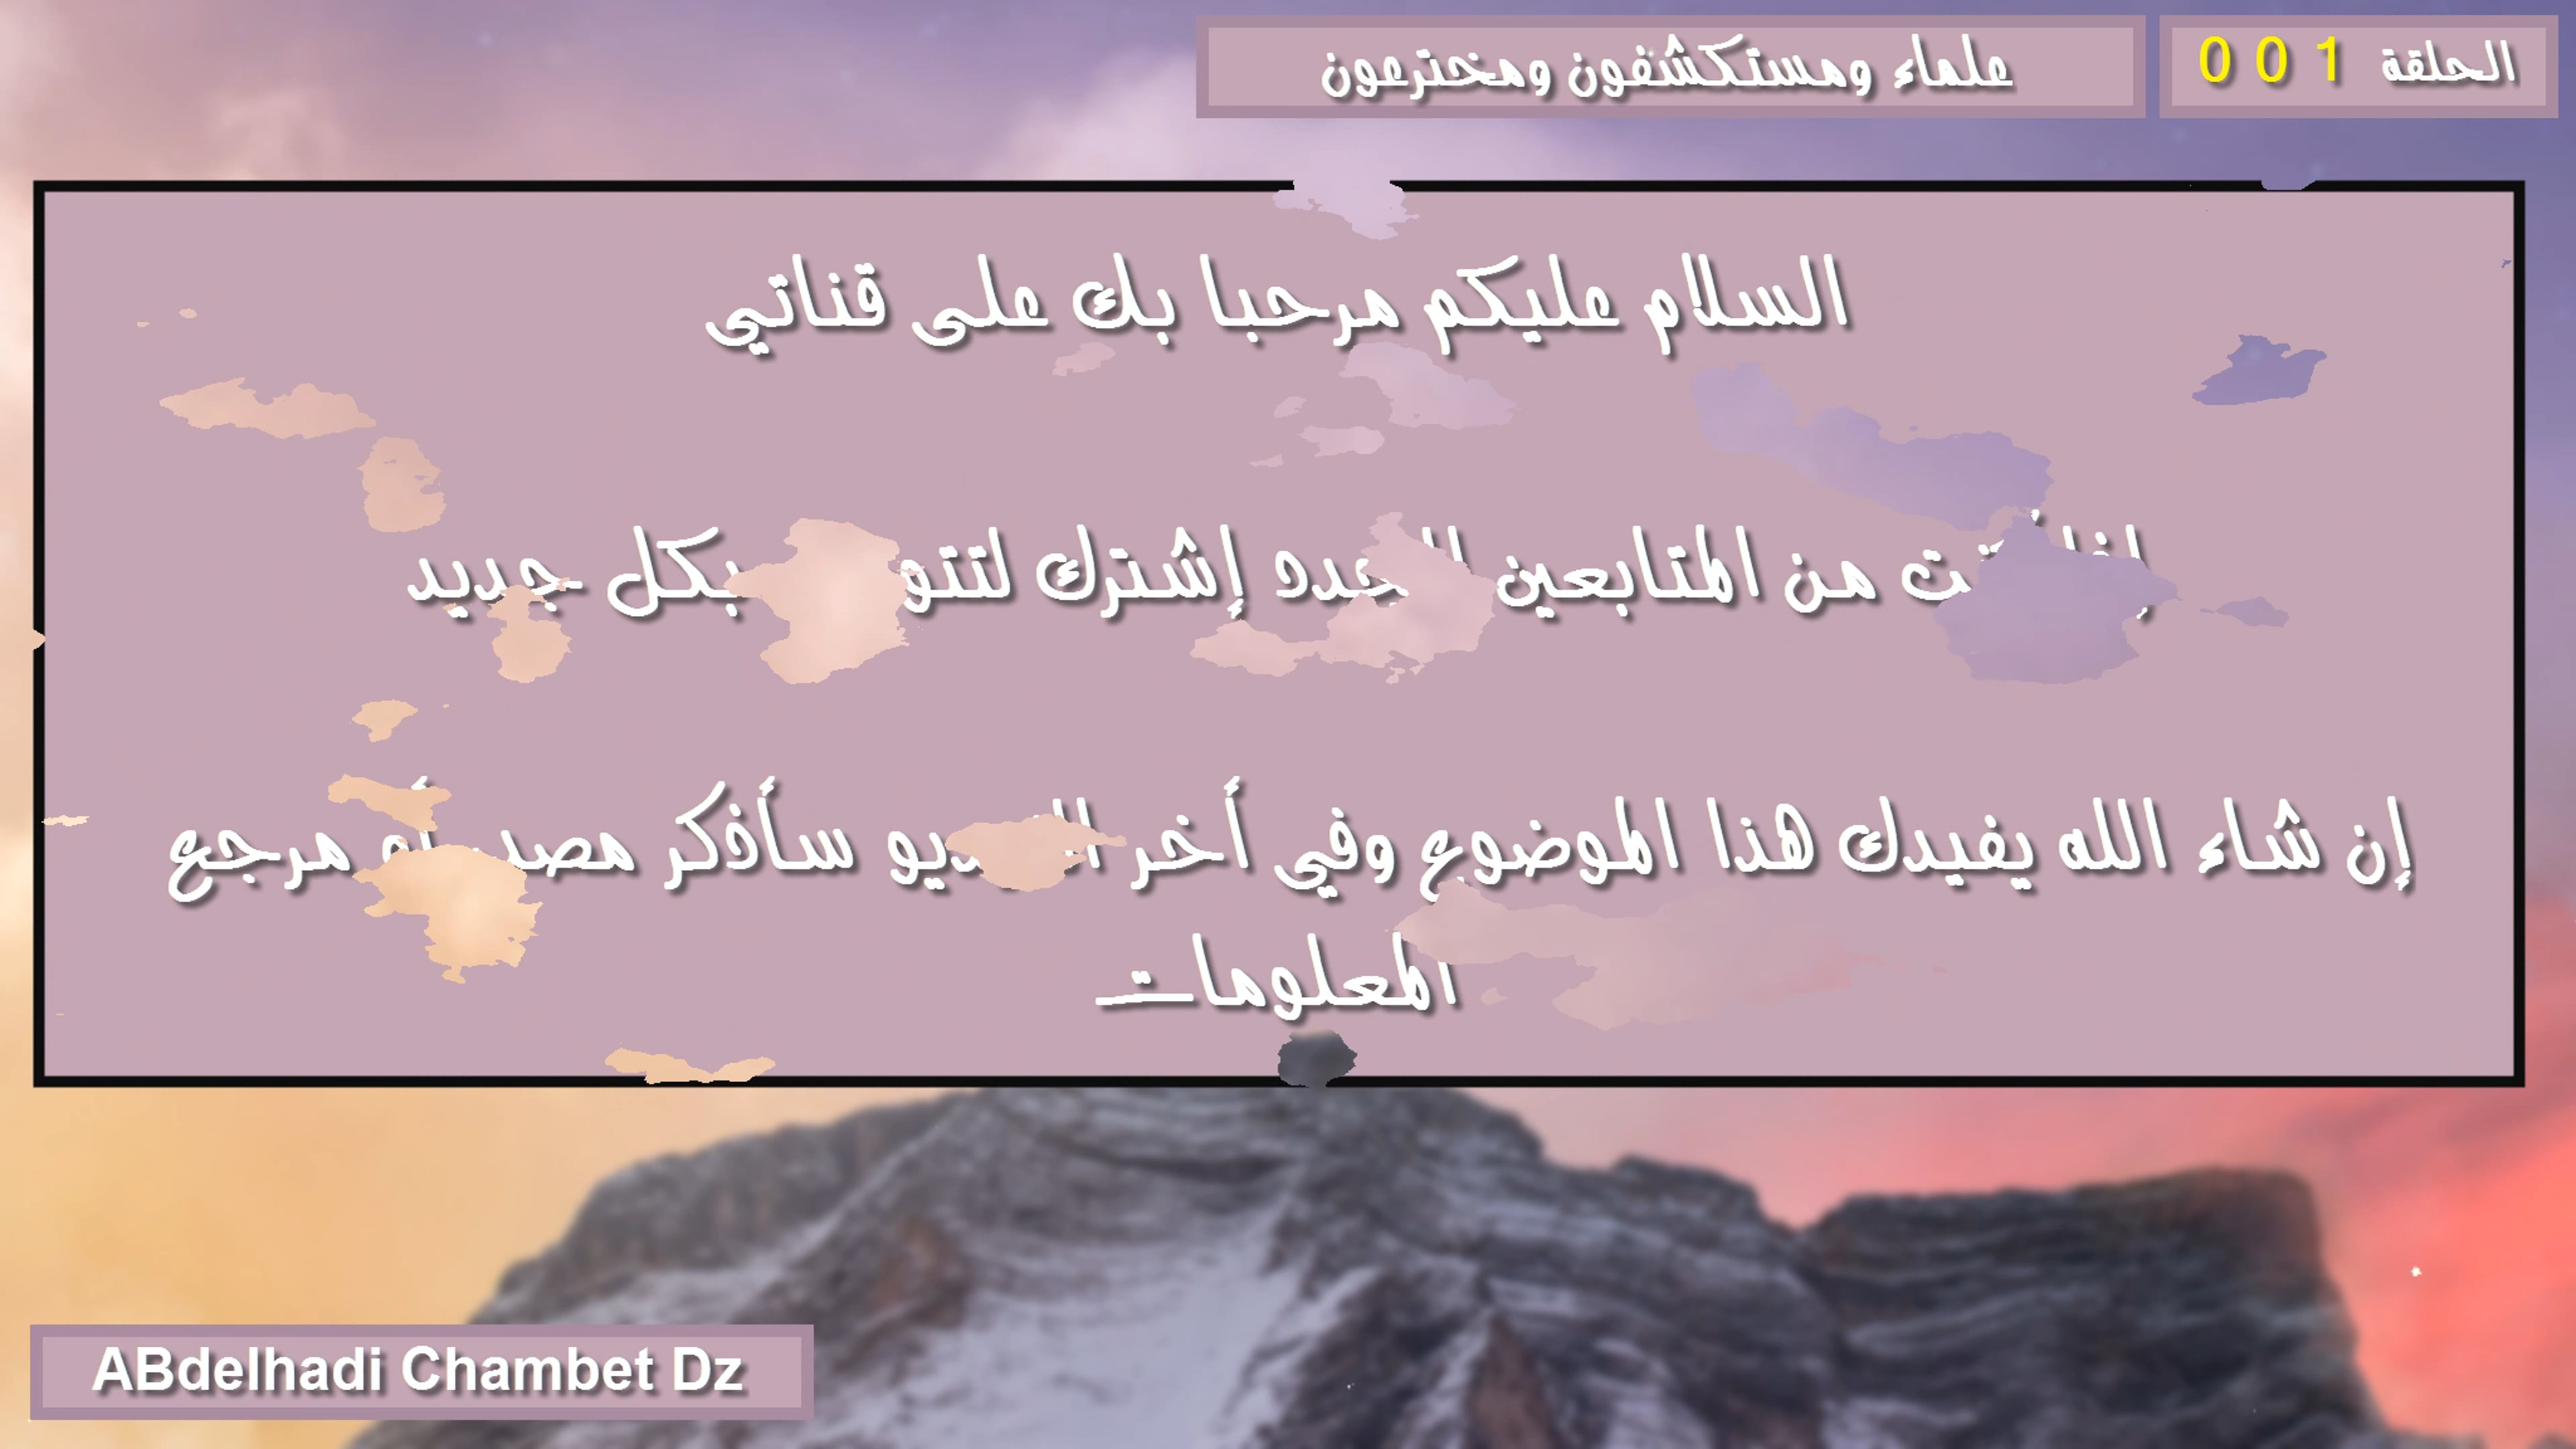 الحلقة 001
علماء ومستكشفون ومخترعون
السلام عليكم مرحبا بك على قناتي
من المتابعين إشترك بكل جديد
إن شاء الله يفيدك هذا الموضوع وفي أخر سأذكر مرجع
المعلومات
ABdelhadi Chambet Dz